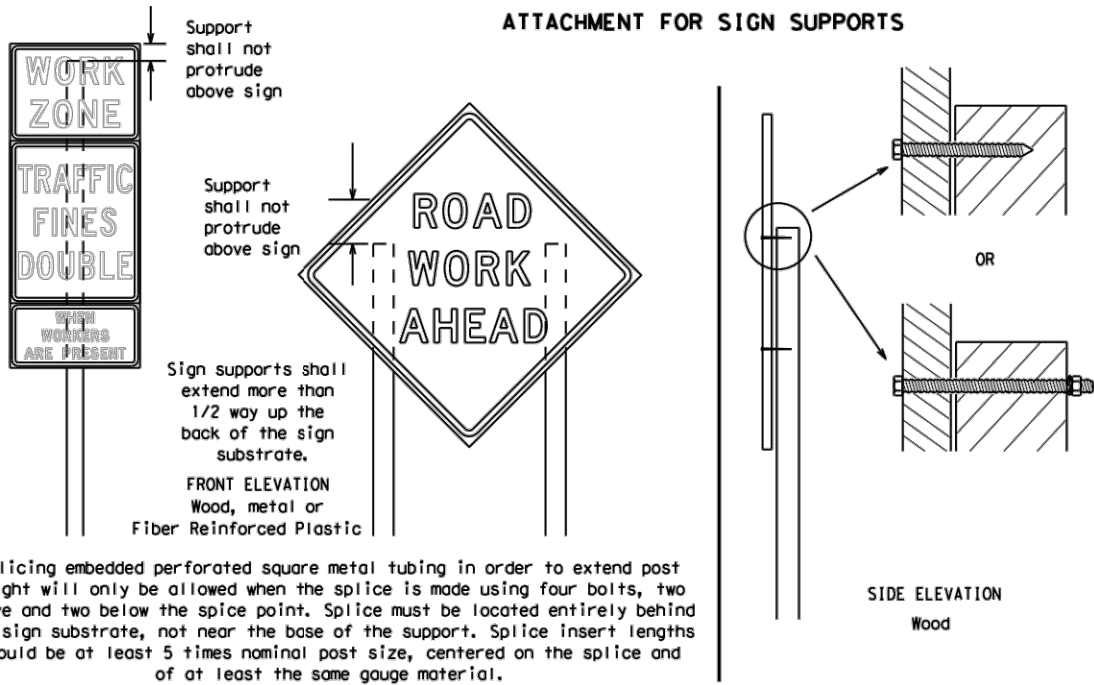 ATTACHMENT FOR SIGN SUPPORTS
Support
shall not
protrude
above sign
WORK
ZONE
TRAFFIC
FINES
DOUBLE
WHEN
WORKERS
ARE PRESENT
Support
shall not
protrude
above sign
ROAD
WORK
AHEAD
Sign supports shall
extend more than
1/2 way up the
back of the sign
substrate.
FRONT ELEVATION
Wood, metal or
Fiber Reinforced Plastic
OR
SIDE ELEVATION
Wood
licing embedded perforated square metal tubing in order to extend post
ght will only be allowed when the splice is made using four bolts, two
ve and two below the spice point. Splice must be located entirely behind
sign substrate, not near the base of the support. Splice insert lengths
ould be at least 5 times nominal post size, centered on the splice and
of at least the same gauge material.